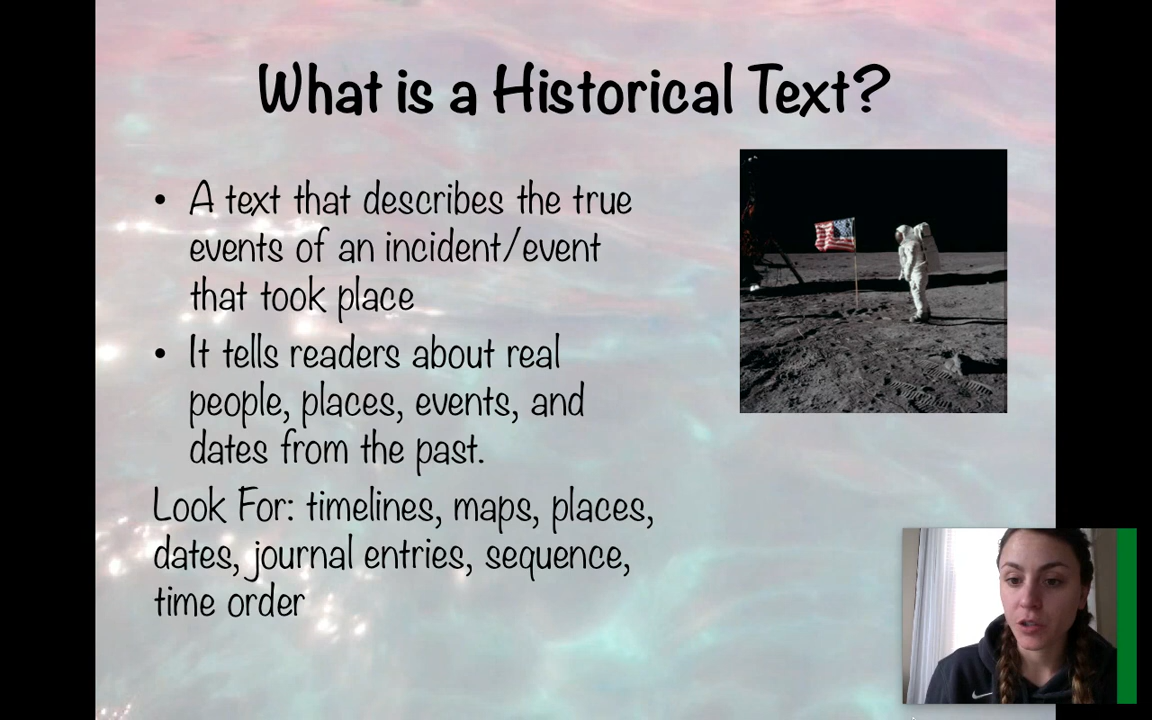 What is a Historical Text?
• A text that describes the true
events of an incident/event
that took place
• It tells readers about real
people, places, events, and
dates from the past.
Look For: timelines, maps, places,
dates, journal entries, sequence,
time order